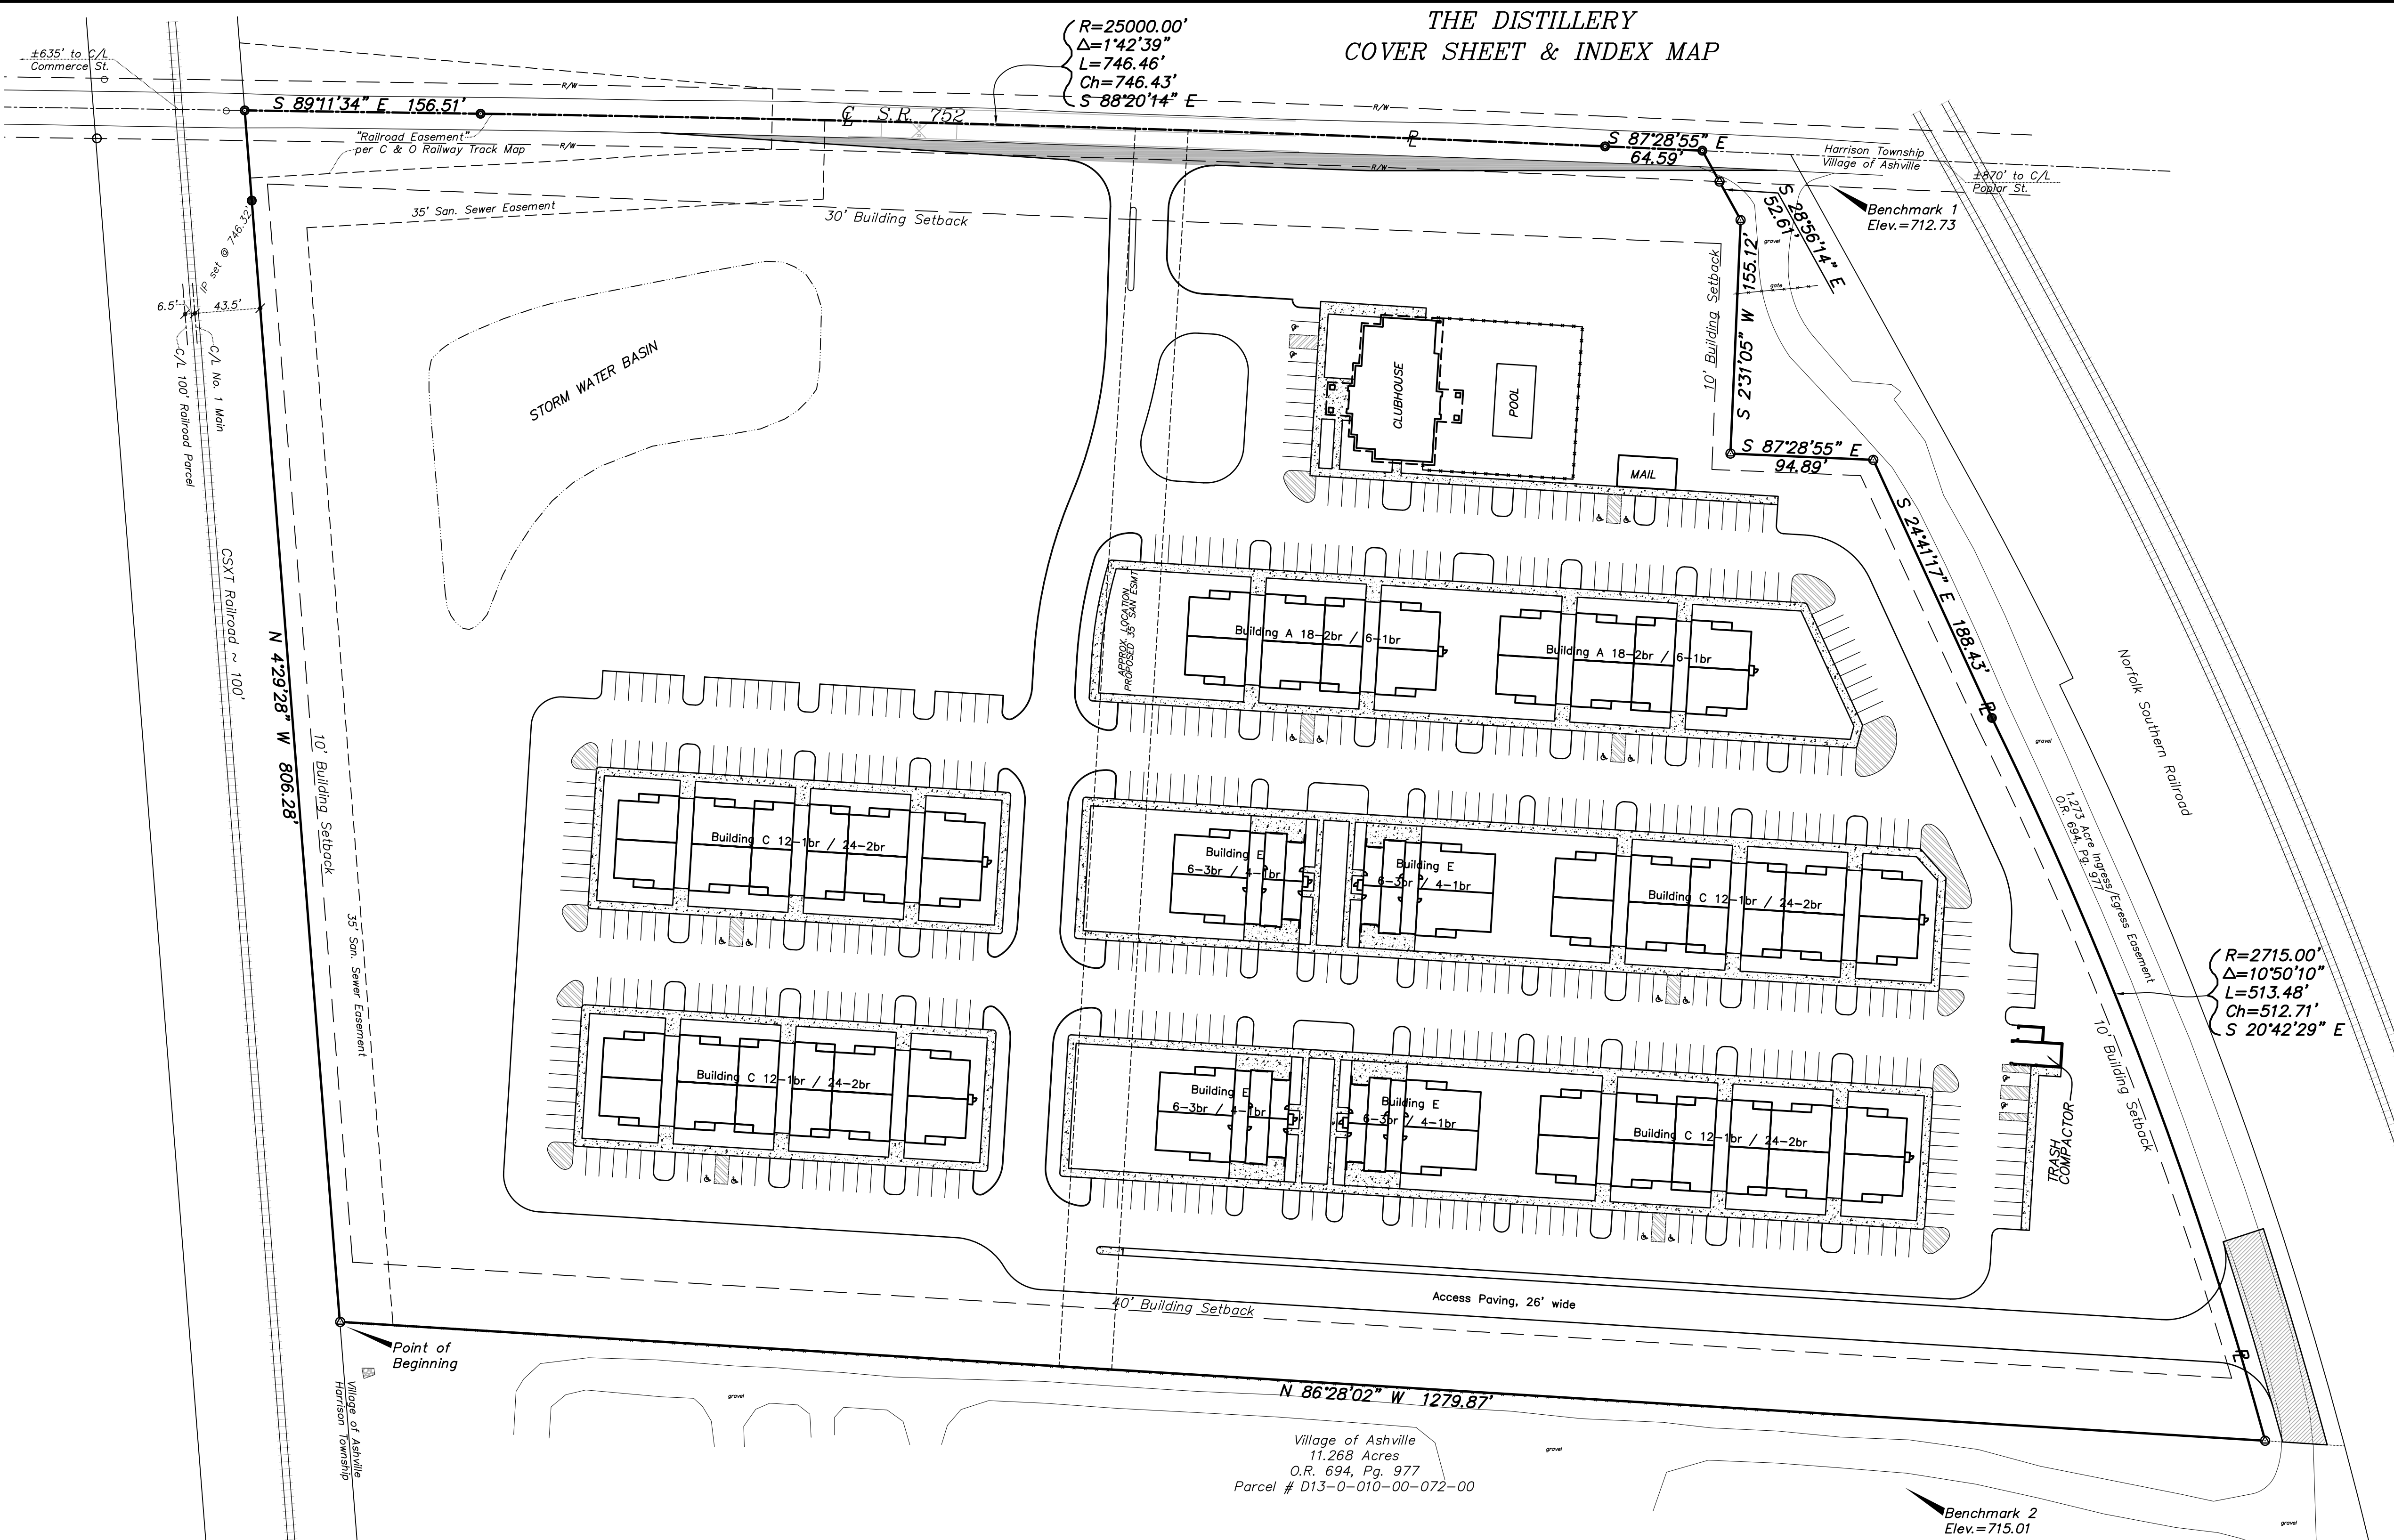 THE DISTILLERY
COVER SHEET & INDEX MAP
±635' to C/L
Commerce St.
R=25000.00'
Δ=1°42'39"
L=746.46'
Ch=746.43'
S 88°20'14" E
R/W
R/W
S 89°11'34" E 156.51'
"Railroad Easement"
per C & O Railway Track Map
R/W
℄ S.R. 752
PL
R/W
S 87°28'55" E
64.59'
Harrison Township
Village of Ashville
±870' to C/L
Poplar St.
Benchmark 1
Elev.=712.73
S 28°56'14" E
52.61'
35' San. Sewer Easement
30' Building Setback
IP set @ 746.32'
6.5'
43.5'
C/L 100' Railroad Parcel
C/L No. 1 Main
gravel
gate
10' Building Setback
S 2°31'05" W 155.12'
STORM WATER BASIN
CLUBHOUSE
POOL
MAIL
S 87°28'55" E
94.89'
S 24°41'17" E 188.43'
PL
CSXT Railroad ~ 100'
N 4°29'28" W 806.28'
10' Building Setback
35' San. Sewer Easement
APPROX. LOCATION
PROPOSED 35' SAN ESMT
Building A 18-2br / 6-1br
Building A 18-2br / 6-1br
gravel
Norfolk Southern Railroad
1.273 Acre Ingress/Egress Easement
O.R. 694, Pg. 977
Building C 12-1br / 24-2br
Building E
6-3br / 4-1br
Building E
6-3br / 4-1br
Building C 12-1br / 24-2br
R=2715.00'
Δ=10°50'10"
L=513.48'
Ch=512.71'
S 20°42'29" E
10' Building Setback
Building C 12-1br / 24-2br
Building E
6-3br / 4-1br
Building E
6-3br / 4-1br
Building C 12-1br / 24-2br
TRASH
COMPACTOR
Access Paving, 26' wide
40' Building Setback
PL
Point of
Beginning
Village of Ashville
Harrison Township
gravel
N 86°28'02" W 1279.87'
Village of Ashville
11.268 Acres
O.R. 694, Pg. 977
Parcel # D13-0-010-00-072-00
gravel
Benchmark 2
Elev.=715.01
gravel